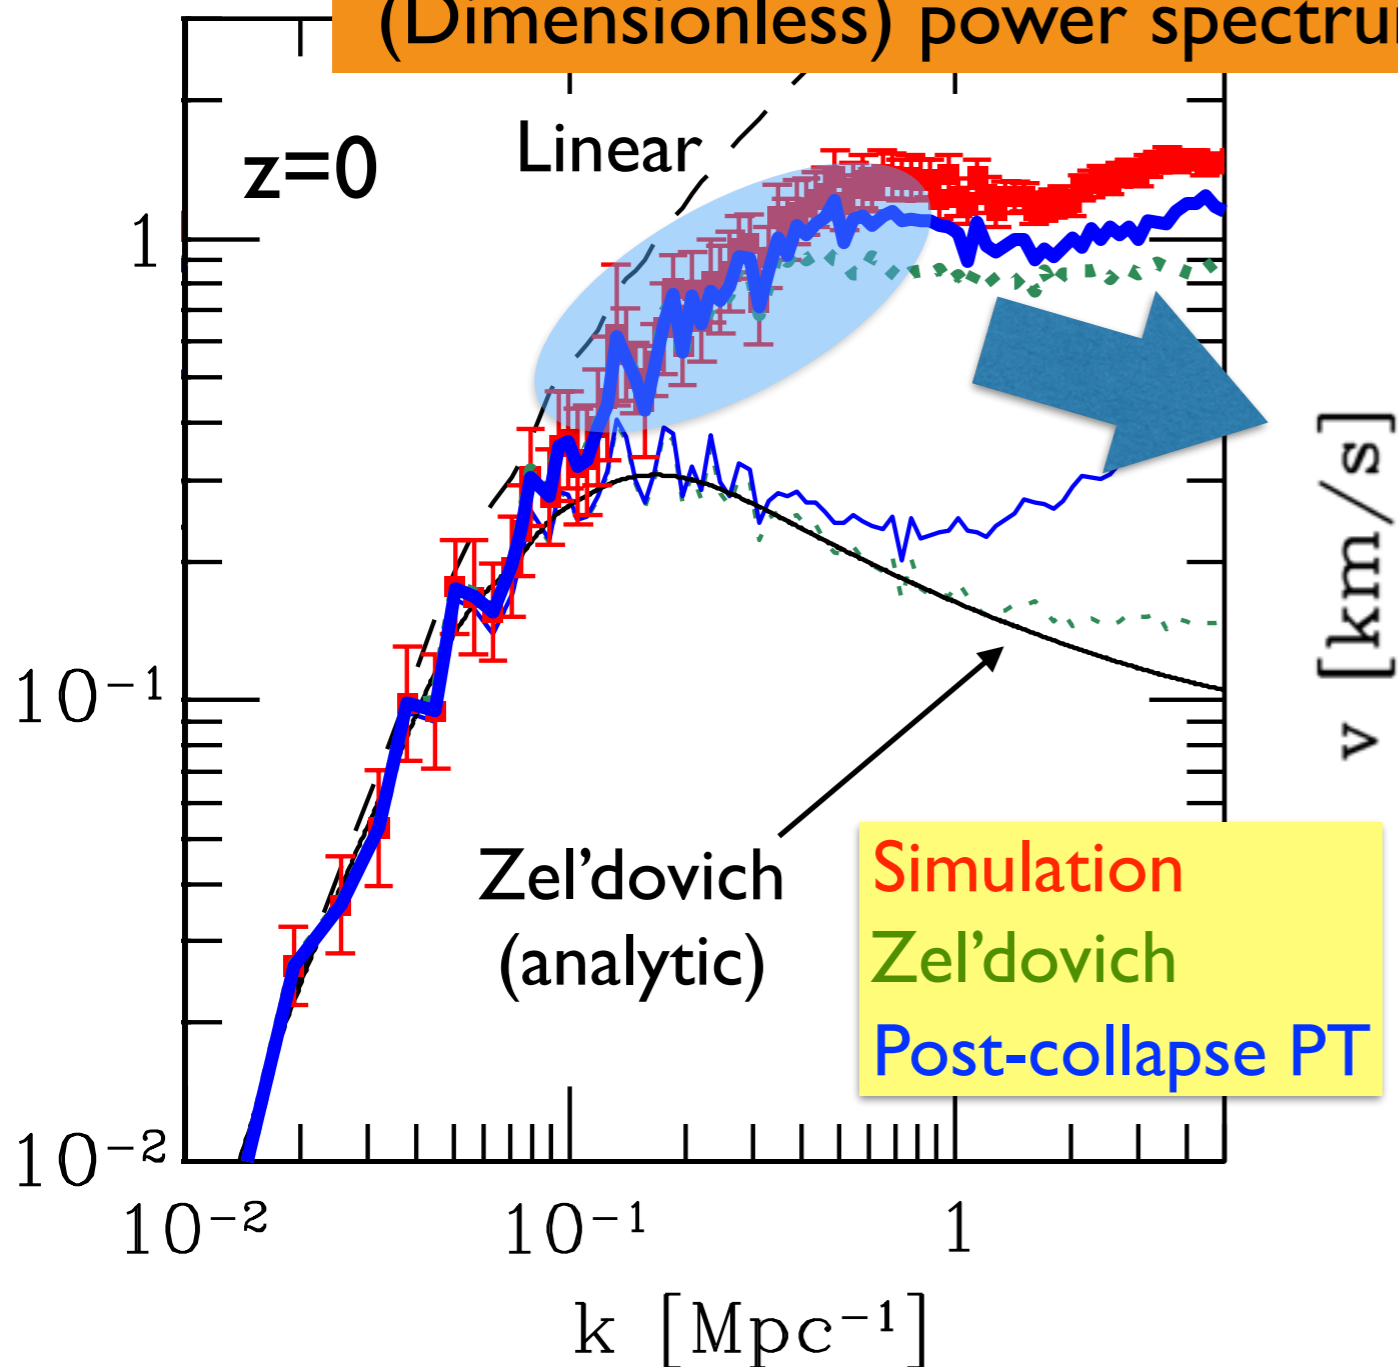 (Dimensionless) power spectru
z=0
Linear
1
10⁻¹
10⁻²
Zel'dovich
(analytic)
Simulation
Zel'dovich
Post-collapse PT
10⁻²
10⁻¹
1
k [Mpc⁻¹]
v [km/s]